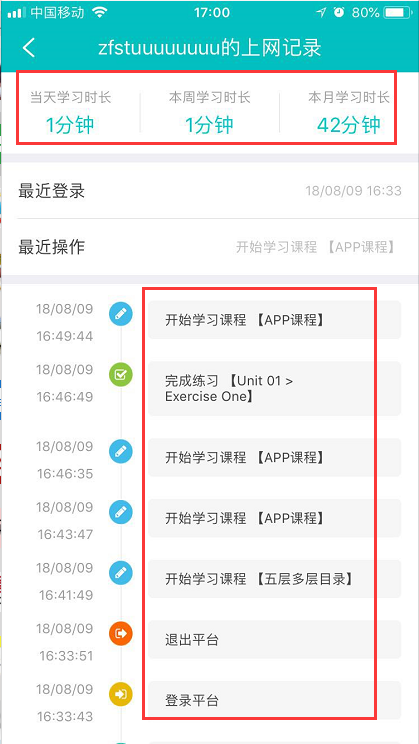 中国移动 17:00 80%
zfstuuuuuuuu的上网记录
当天学习时长 本周学习时长 本月学习时长
1分钟 1分钟 42分钟
最近登录 18/08/09 16:33
最近操作 开始学习课程 【APP课程】
18/08/09
16:49:44
开始学习课程 【APP课程】
18/08/09
16:46:49
完成练习 【Unit 01 >
Exercise One】
18/08/09
16:46:35
开始学习课程 【APP课程】
18/08/09
16:43:47
开始学习课程 【APP课程】
18/08/09
16:41:49
开始学习课程 【五层多层目录】
18/08/09
16:33:51
退出平台
18/08/09
16:33:43
登录平台